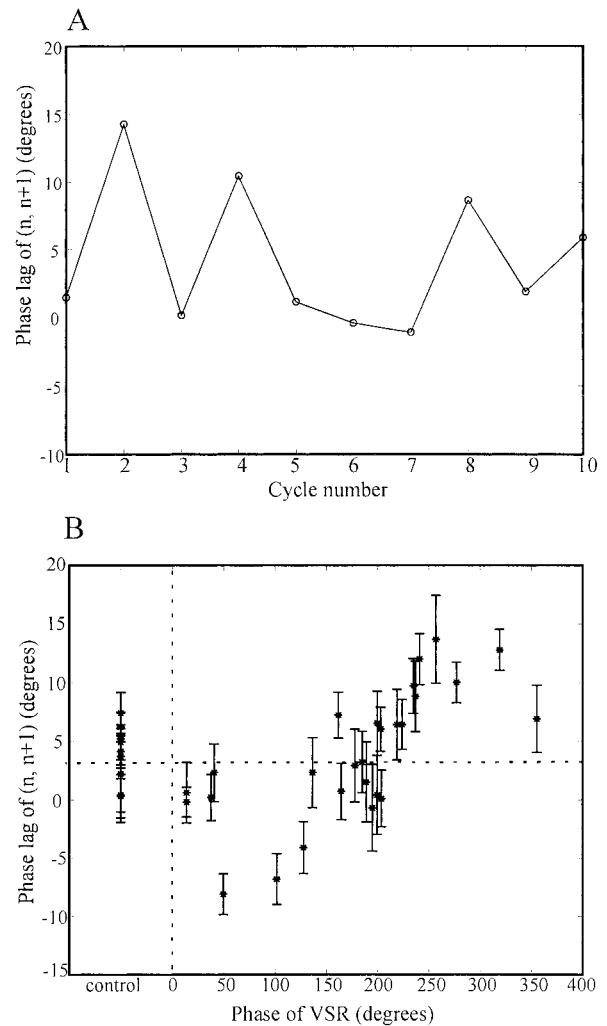 A
Phase lag of (n, n+1) (degrees)
20
15
10
5
0
-5
-10
1 2 3 4 5 6 7 8 9 10
Cycle number
B
Phase lag of (n, n+1) (degrees)
20
15
10
5
0
-5
-10
-15
control 0 50 100 150 200 250 300 350 400
Phase of VSR (degrees)